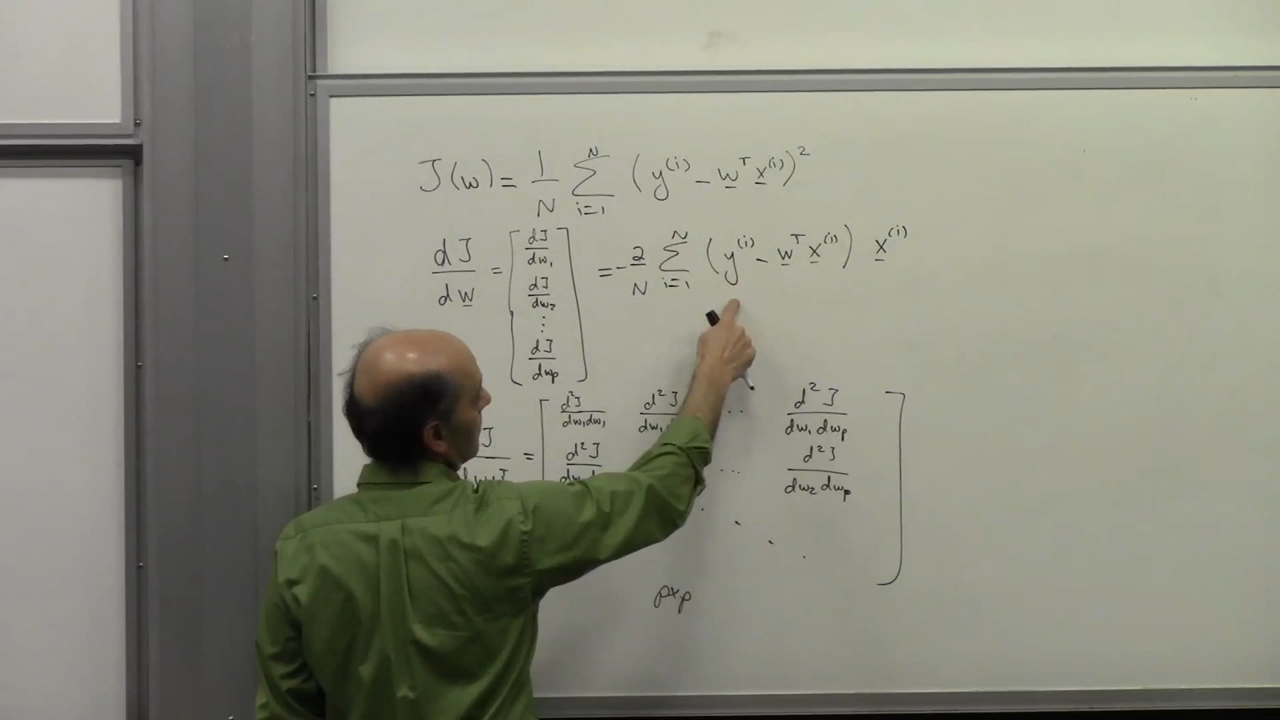 J(w) = 1/N Σ_{i=1}^{N} (y^{(i)} - w^T x^{(i)})^2
dJ/dw = [dJ/dw_1 dJ/dw_2 ⋮ dJ/dw_p] = -2/N Σ_{i=1}^{N} (y^{(i)} - w^T x^{(i)}) x^{(i)}
= [d^2J/dw_1dw_1 d^2J ... d^2J/dw_1dw_p
d^2J ... d^2J/dw_2dw_p]
p×p